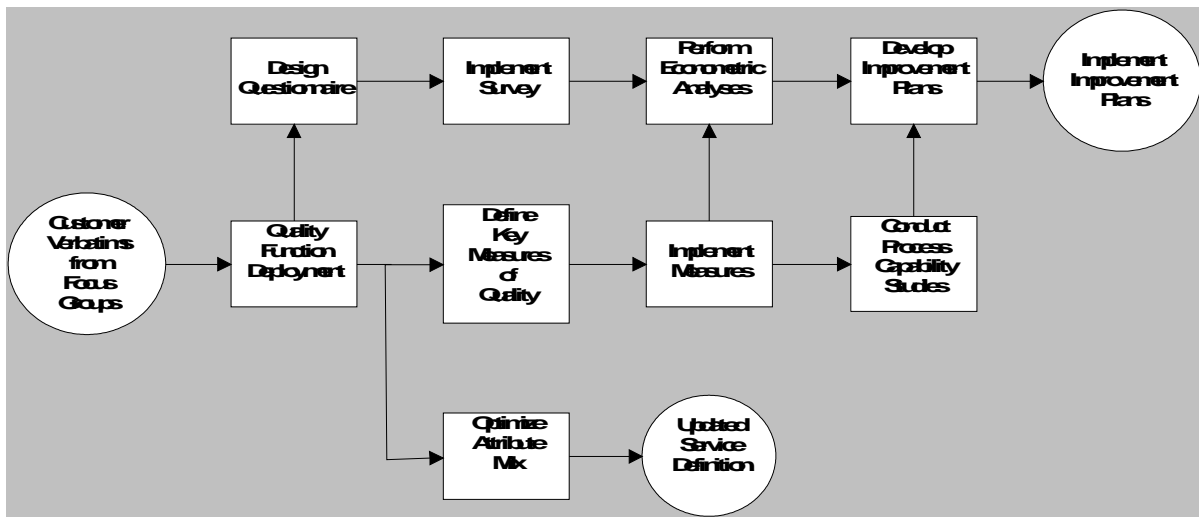 Design
Questionnaire
Implement
Survey
Perform
Econometric
Analyses
Develop
Improvement
Plans
Implement
Improvement
Plans
Customer
Verbatims
from
Focus
Groups
Quality
Function
Deployment
Define
Key
Measures
of
Quality
Implement
Measures
Conduct
Process
Capability
Studies
Optimize
Attribute
Mix
Updated
Service
Definition